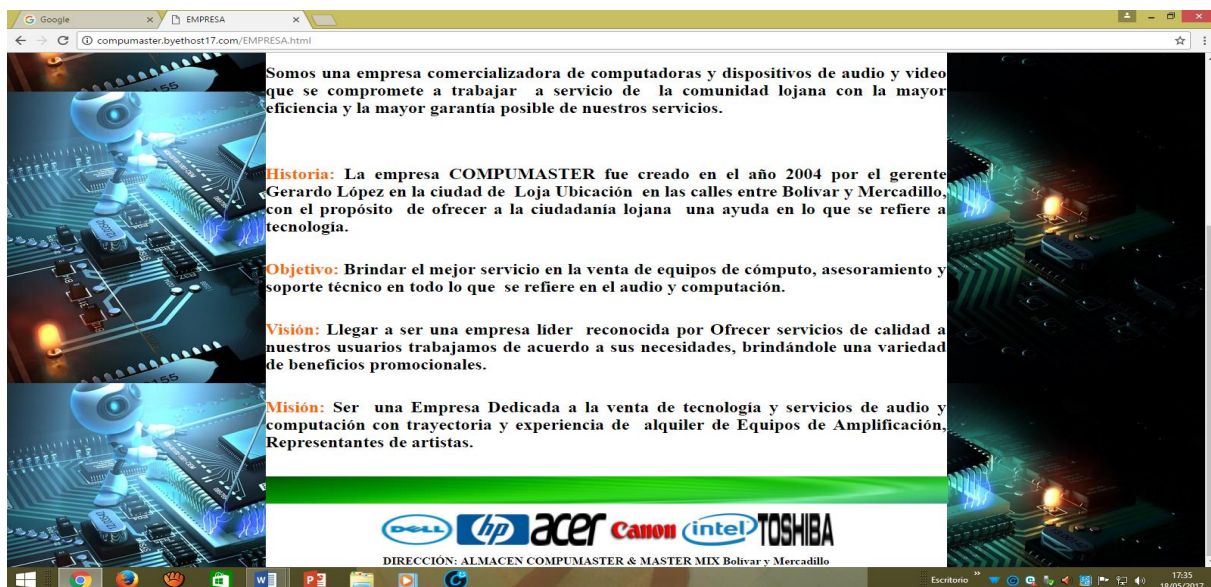 Google
EMPRESA
compumaster.byethost17.com/EMPRESA.html
Somos una empresa comercializadora de computadoras y dispositivos de audio y video
que se compromete a trabajar a servicio de la comunidad lojana con la mayor
eficiencia y la mayor garantía posible de nuestros servicios.
Historia: La empresa COMPUMASTER fue creado en el año 2004 por el gerente
Gerardo López en la ciudad de Loja Ubicación en las calles entre Bolívar y Mercadillo,
con el propósito de ofrecer a la ciudadanía lojana una ayuda en lo que se refiere a
tecnología.
Objetivo: Brindar el mejor servicio en la venta de equipos de cómputo, asesoramiento y
soporte técnico en todo lo que se refiere en el audio y computación.
Visión: Llegar a ser una empresa líder reconocida por Ofrecer servicios de calidad a
nuestros usuarios trabajamos de acuerdo a sus necesidades, brindándole una variedad
de beneficios promocionales.
Misión: Ser una Empresa Dedicada a la venta de tecnología y servicios de audio y
computación con trayectoria y experiencia de alquiler de Equipos de Amplificación,
Representantes de artistas.
DELL hp acer Canon intel TOSHIBA
DIRECCIÓN: ALMACEN COMPUMASTER & MASTER MIX Bolívar y Mercadillo
Escritorio
17:35
18/05/2017